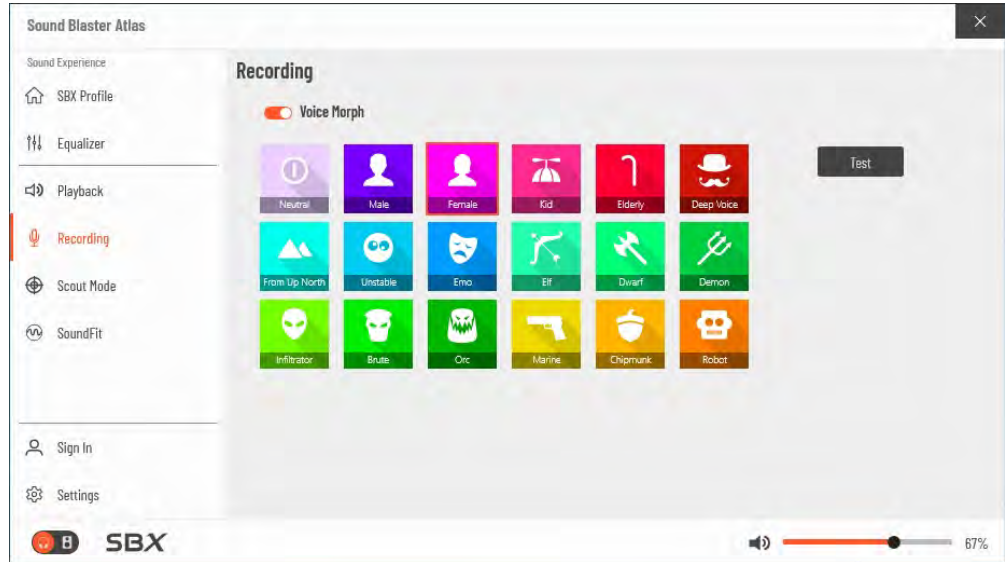 Sound Blaster Atlas
Sound Experience
SBX Profile
Equalizer
Playback
Recording
Scout Mode
SoundFit
Sign In
Settings
Recording
Voice Morph
Neutral Male Female Kid Elderly Deep Voice
From Up North Unstable Emo Elf Dwarf Demon
Infiltrator Brute Orc Marine Chipmunk Robot
Test
SBX
67%